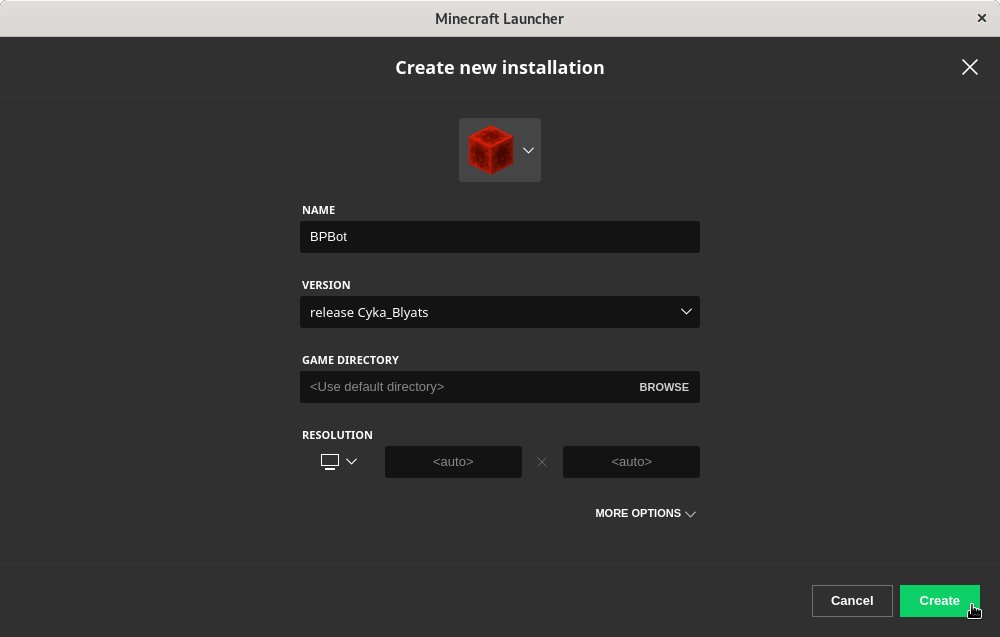 Minecraft Launcher
Create new installation
NAME
BPBot
VERSION
release Cyka_Blyats
GAME DIRECTORY
<Use default directory>
BROWSE
RESOLUTION
<auto>
<auto>
MORE OPTIONS
Cancel
Create